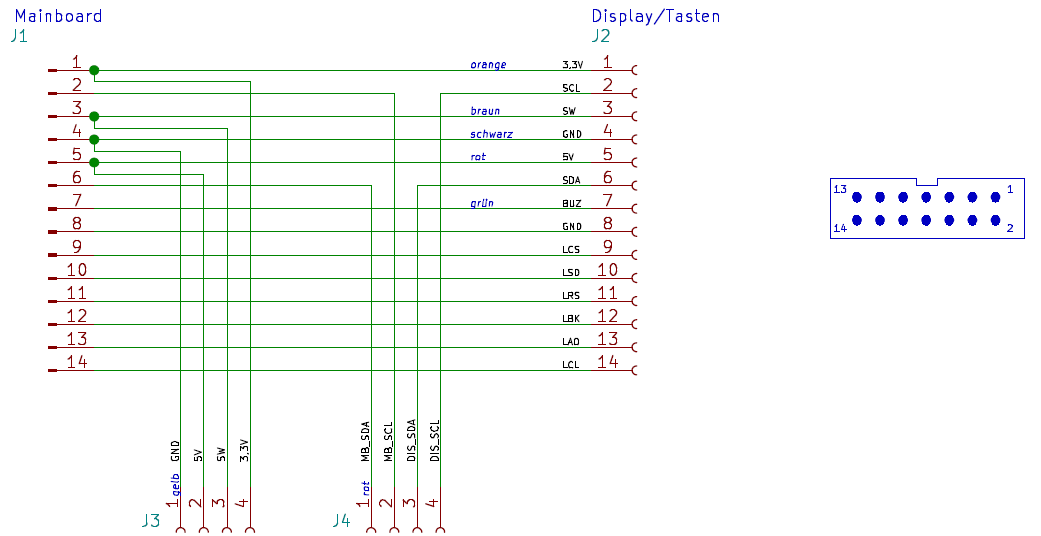 Mainboard
J1
Display/Tasten
J2
1 orange 3.3V 1
2 SCL 2
3 braun SW 3
4 schwarz GND 4
5 rot 5V 5
6 SDA 6
7 grün BUZ 7
8 GND 8
9 LCS 9
10 LSD 10
11 LRS 11
12 LBK 12
13 LAO 13
14 LCL 14
13 1
14 2
GND
5V
SW
3.3V
MB_SDA
MB_SCL
DIS_SDA
DIS_SCL
gelb
rot
J3 1 2 3 4
J4 1 2 3 4